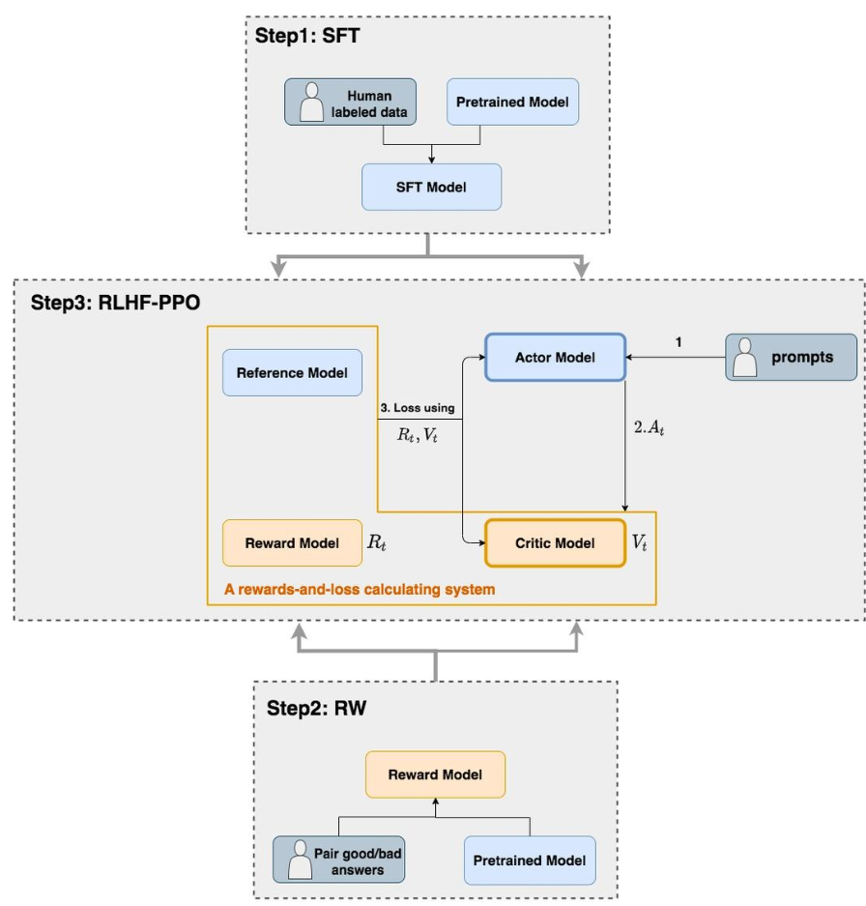 Step1: SFT
Human
labeled data
Pretrained Model
SFT Model
Step3: RLHF-PPO
Reference Model
3. Loss using
R_t, V_t
Actor Model
1
prompts
2.A_t
Reward Model
R_t
Critic Model
V_t
A rewards-and-loss calculating system
Step2: RW
Reward Model
Pair good/bad
answers
Pretrained Model